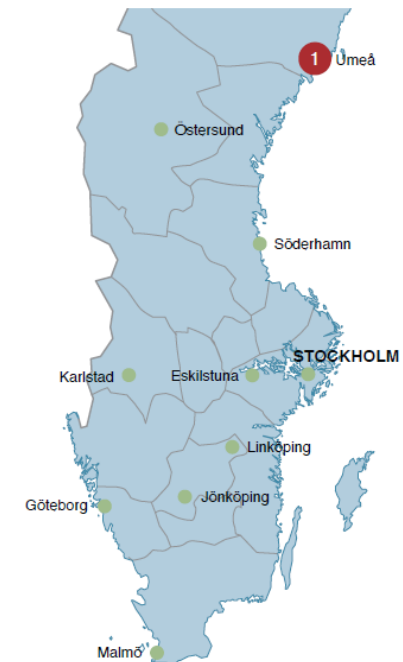 1
Umeå
Östersund
Söderhamn
STOCKHOLM
Karlstad
Eskilstuna
Linköping
Jönköping
Göteborg
Malmö